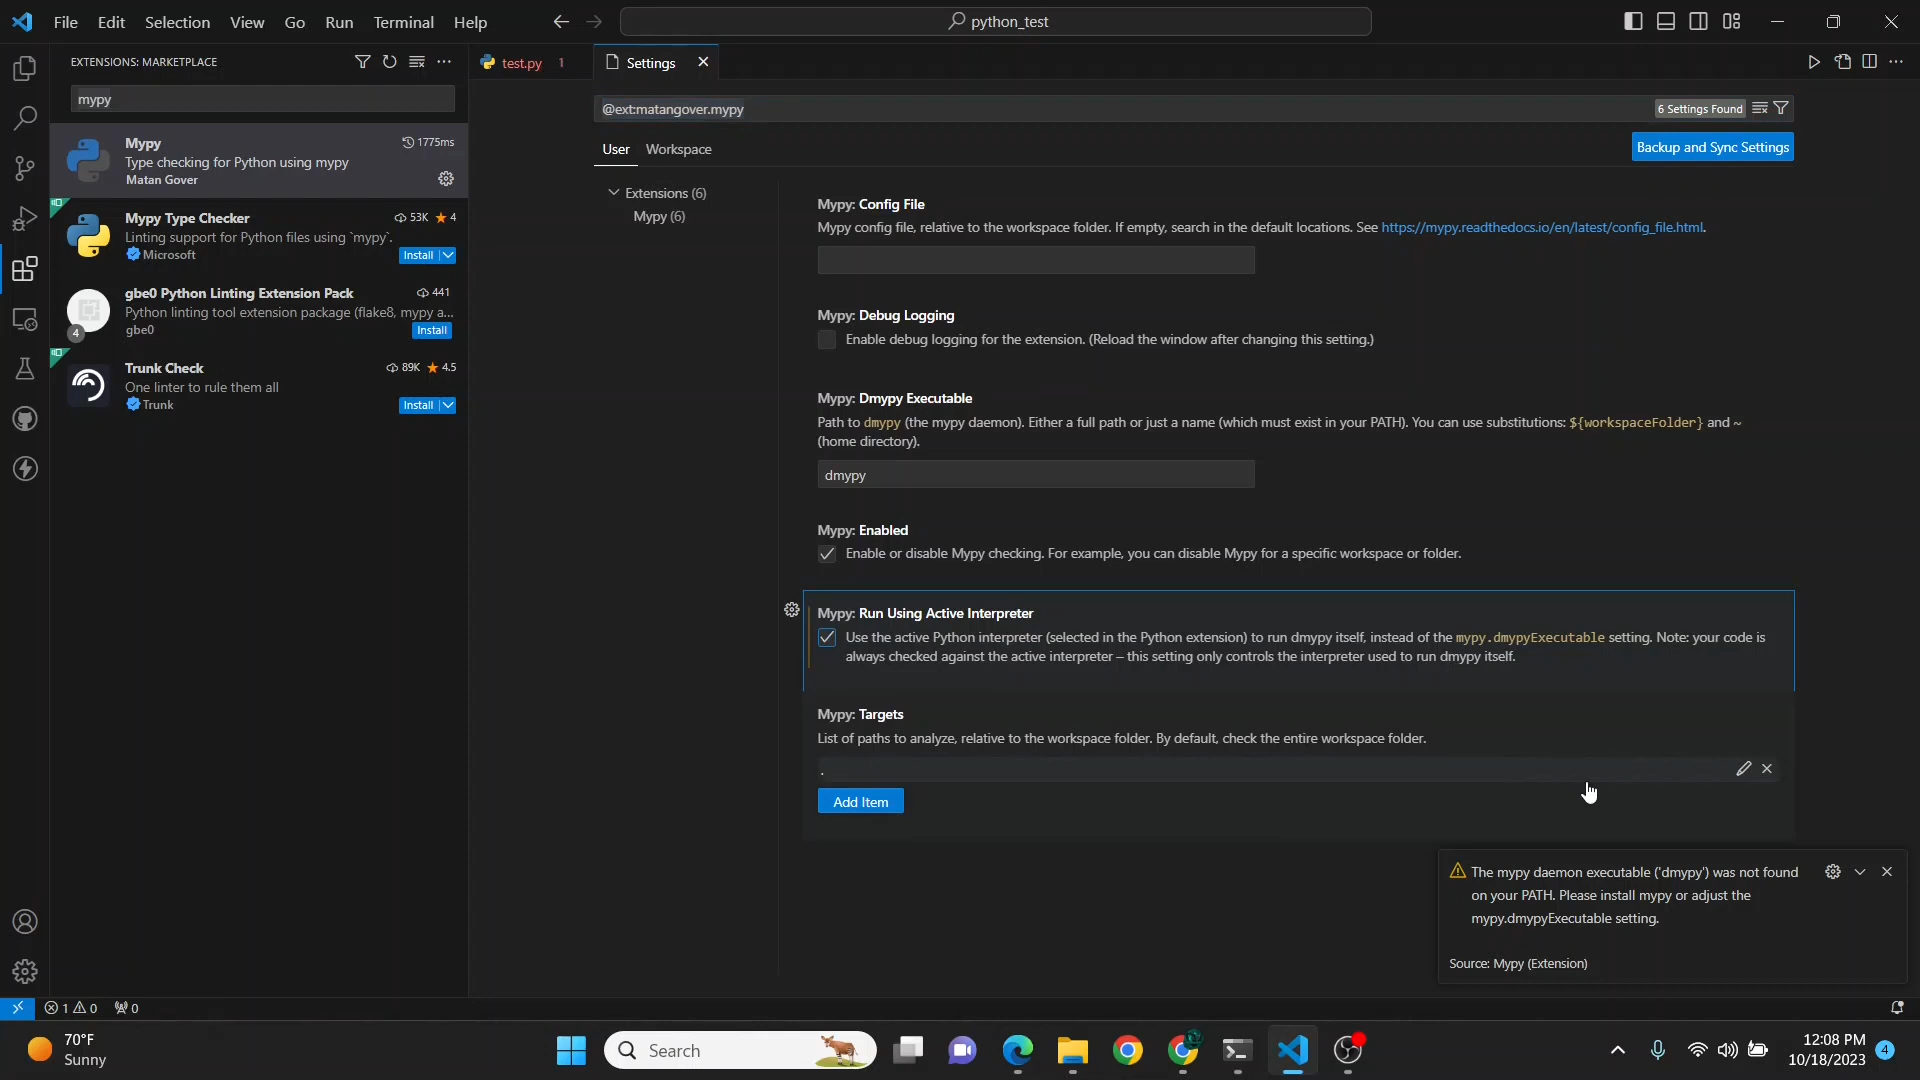 File Edit Selection View Go Run Terminal Help
python_test
EXTENSIONS: MARKETPLACE
mypy
Mypy
1775ms
Type checking for Python using mypy
Matan Gover
Mypy Type Checker
53K 4
Linting support for Python files using `mypy`.
Microsoft
Install
gbe0 Python Linting Extension Pack
441
Python linting tool extension package (flake8, mypy a...
gbe0
Install
4
Trunk Check
89K 4.5
One linter to rule them all
Trunk
Install
test.py 1
Settings
@ext:matangover.mypy
6 Settings Found
User Workspace
Backup and Sync Settings
Extensions (6)
Mypy (6)
Mypy: Config File
Mypy config file, relative to the workspace folder. If empty, search in the default locations. See https://mypy.readthedocs.io/en/latest/config_file.html.
Mypy: Debug Logging
Enable debug logging for the extension. (Reload the window after changing this setting.)
Mypy: Dmypy Executable
Path to dmypy (the mypy daemon). Either a full path or just a name (which must exist in your PATH). You can use substitutions: ${workspaceFolder} and ~
(home directory).
dmypy
Mypy: Enabled
Enable or disable Mypy checking. For example, you can disable Mypy for a specific workspace or folder.
Mypy: Run Using Active Interpreter
Use the active Python interpreter (selected in the Python extension) to run dmypy itself, instead of the mypy.dmypyExecutable setting. Note: your code is
always checked against the active interpreter – this setting only controls the interpreter used to run dmypy itself.
Mypy: Targets
List of paths to analyze, relative to the workspace folder. By default, check the entire workspace folder.
.
Add Item
The mypy daemon executable ('dmypy') was not found
on your PATH. Please install mypy or adjust the
mypy.dmypyExecutable setting.
Source: Mypy (Extension)
1 0 0
70°F
Sunny
Search
12:08 PM
10/18/2023
4